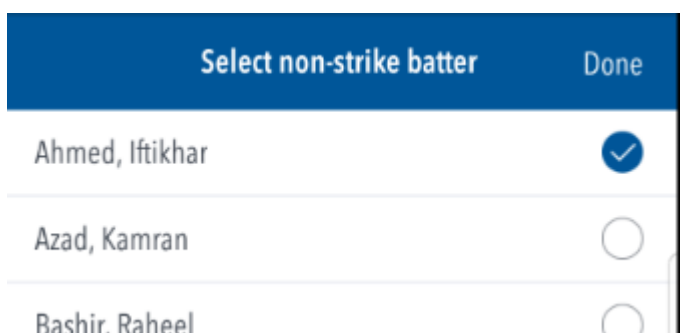 Select non-strike batter Done
Ahmed, Iftikhar
Azad, Kamran
Bashir, Raheel